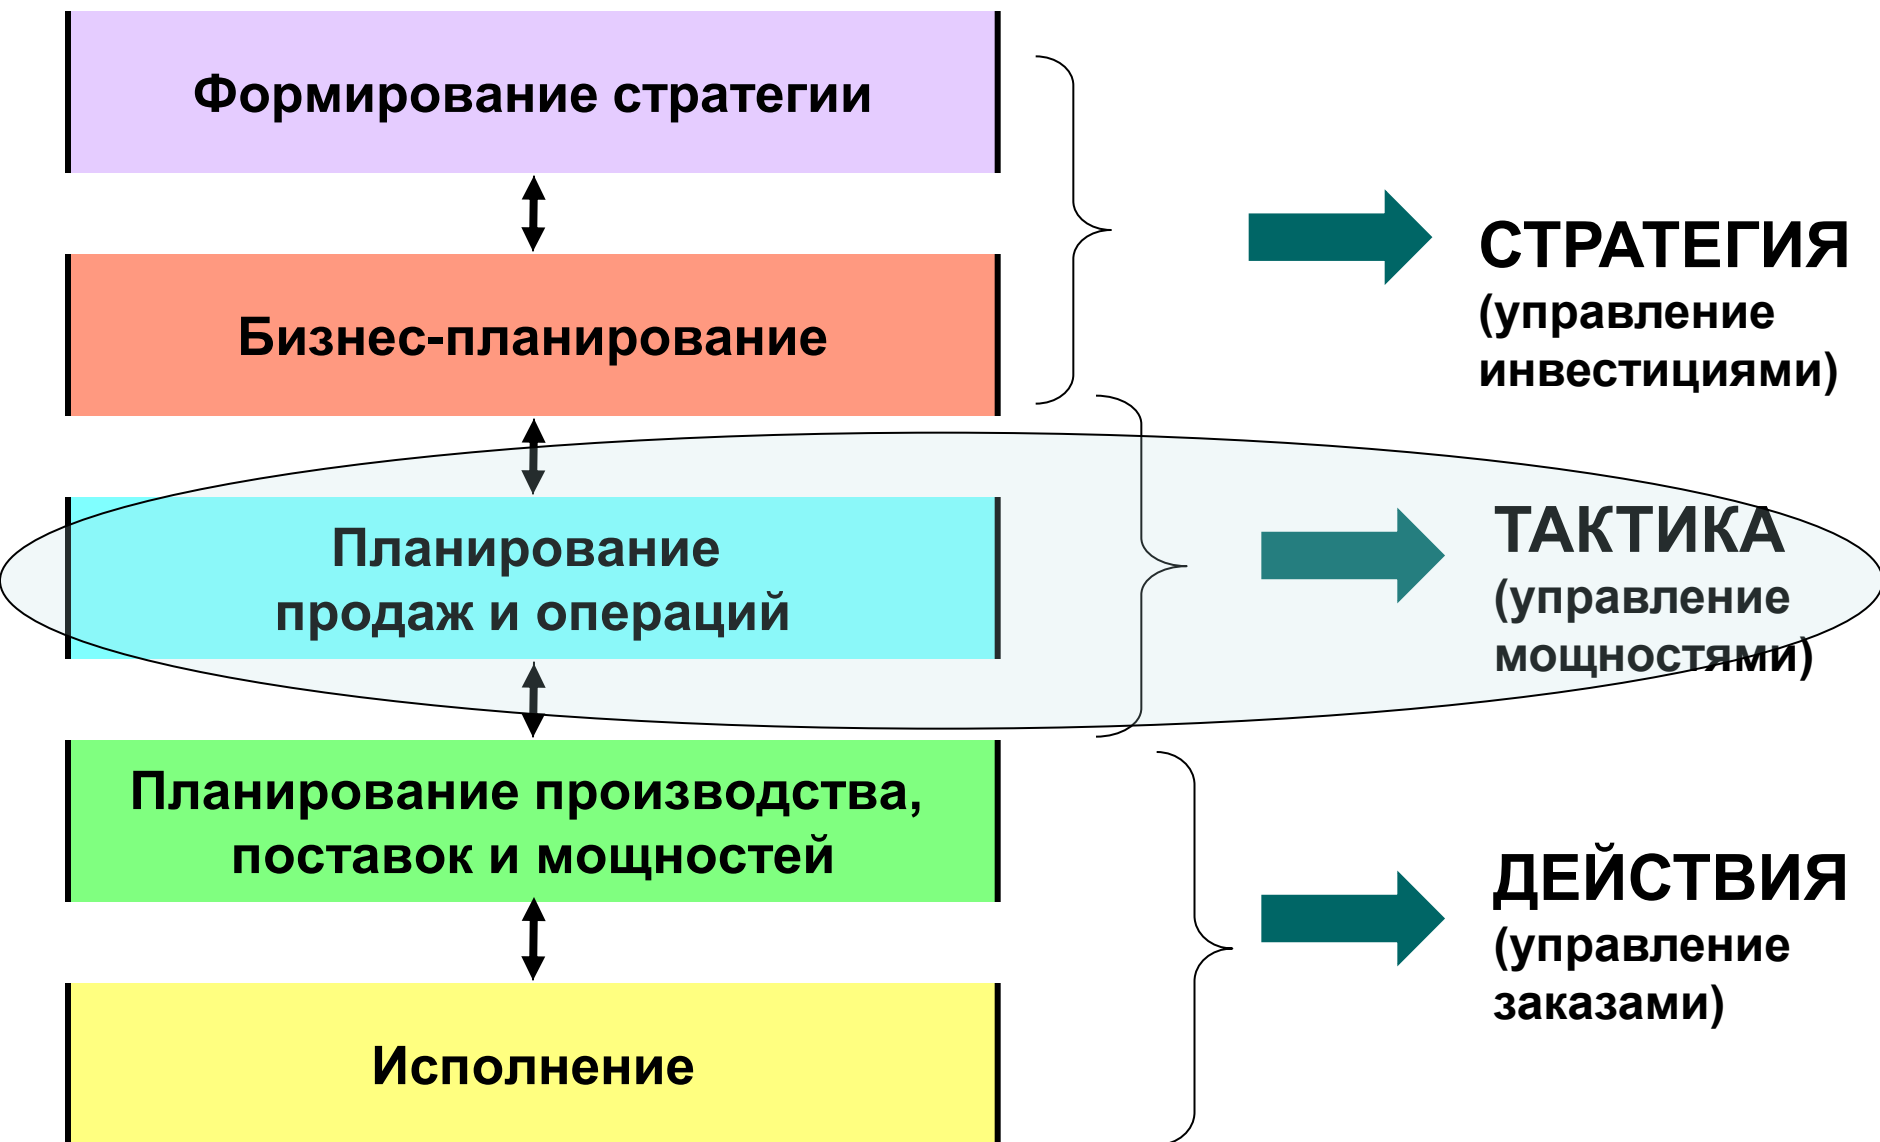 Формирование стратегии
Бизнес-планирование
Планирование
продаж и операций
Планирование производства,
поставок и мощностей
Исполнение
СТРАТЕГИЯ
(управление
инвестициями)
ТАКТИКА
(управление
мощностями)
ДЕЙСТВИЯ
(управление
заказами)